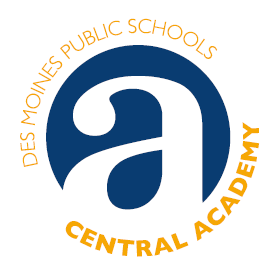 DES MOINES PUBLIC SCHOOLS
a
CENTRAL ACADEMY